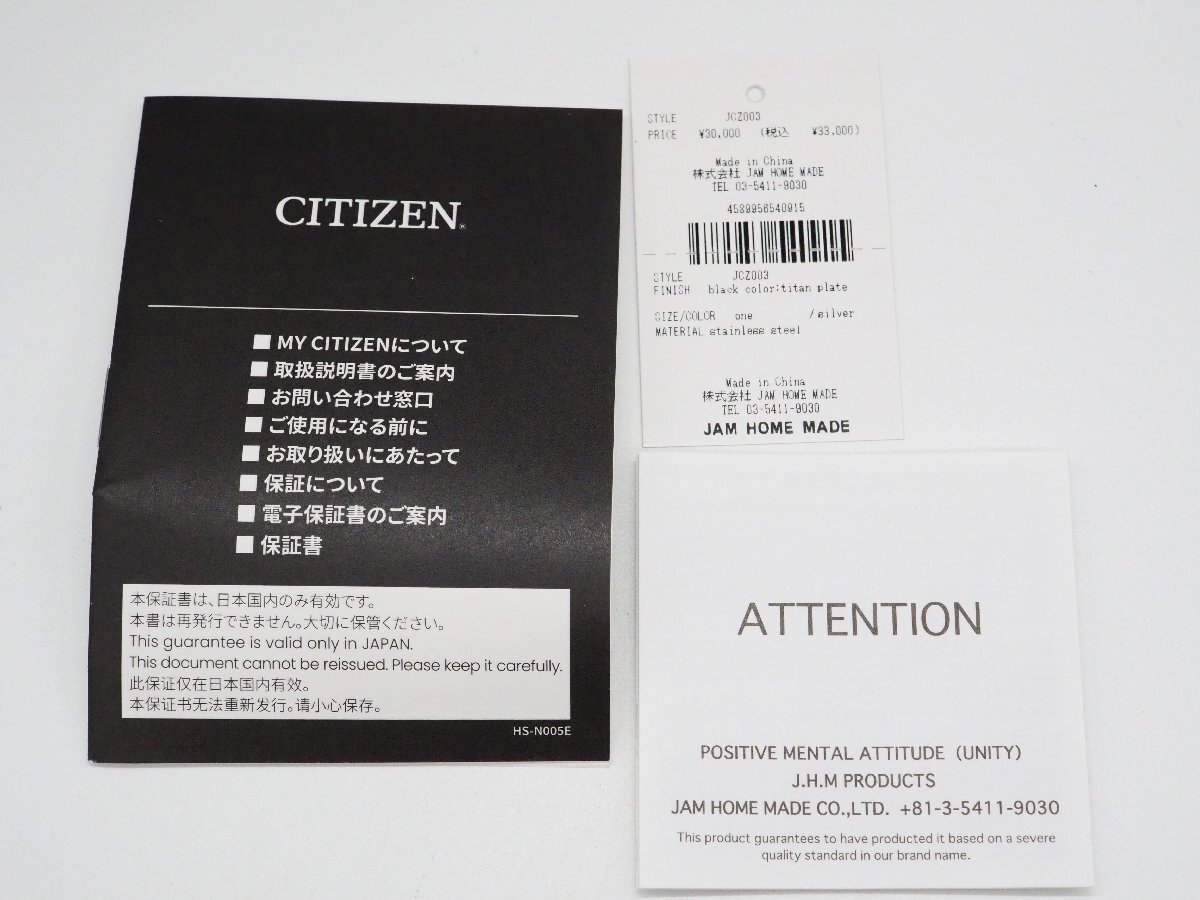 CITIZEN®
■ MY CITIZENについて
■ 取扱説明書のご案内
■ お問い合わせ窓口
■ ご使用になる前に
■ お取り扱いにあたって
■ 保証について
■ 電子保証書のご案内
■ 保証書
本保証書は、日本国内のみ有効です。
本書は再発行できません。大切に保管ください。
This guarantee is valid only in JAPAN.
This document cannot be reissued. Please keep it carefully.
此保证仅在日本国内有效。
本保证书无法重新发行。请小心保存。
HS-N005E
STYLE JCZ003
PRICE ¥30,000 (税込 ¥33,000)
Made in China
株式会社 JAM HOME MADE
TEL 03-5411-9030
4589956540915
STYLE JCZ003
FINISH black color:titan plate
SIZE/COLOR one /silver
MATERIAL stainless steel
Made in China
株式会社 JAM HOME MADE
TEL 03-5411-9030
JAM HOME MADE
ATTENTION
POSITIVE MENTAL ATTITUDE (UNITY)
J.H.M PRODUCTS
JAM HOME MADE CO.,LTD. +81-3-5411-9030
This product guarantees to have producted it based on a severe
quality standard in our brand name.